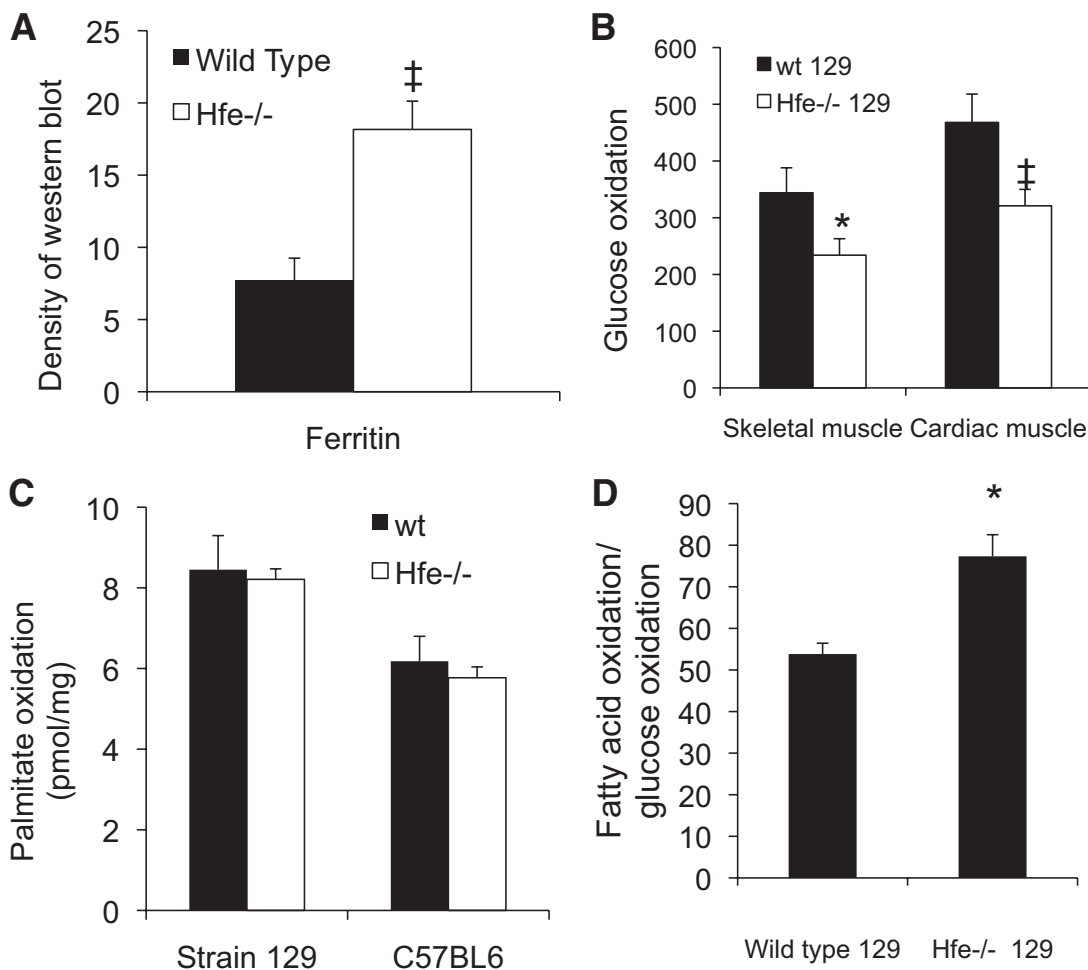 A
Density of western blot
25
20
15
10
5
0
Wild Type
Hfe-/-
‡
Ferritin
B
Glucose oxidation
600
500
400
300
200
100
0
wt 129
Hfe-/- 129
*
‡
Skeletal muscle Cardiac muscle
C
Palmitate oxidation
(pmol/mg)
10
8
6
4
2
0
wt
Hfe-/-
Strain 129 C57BL6
D
Fatty acid oxidation/
glucose oxidation
90
80
70
60
50
40
30
20
10
0
*
Wild type 129 Hfe-/- 129